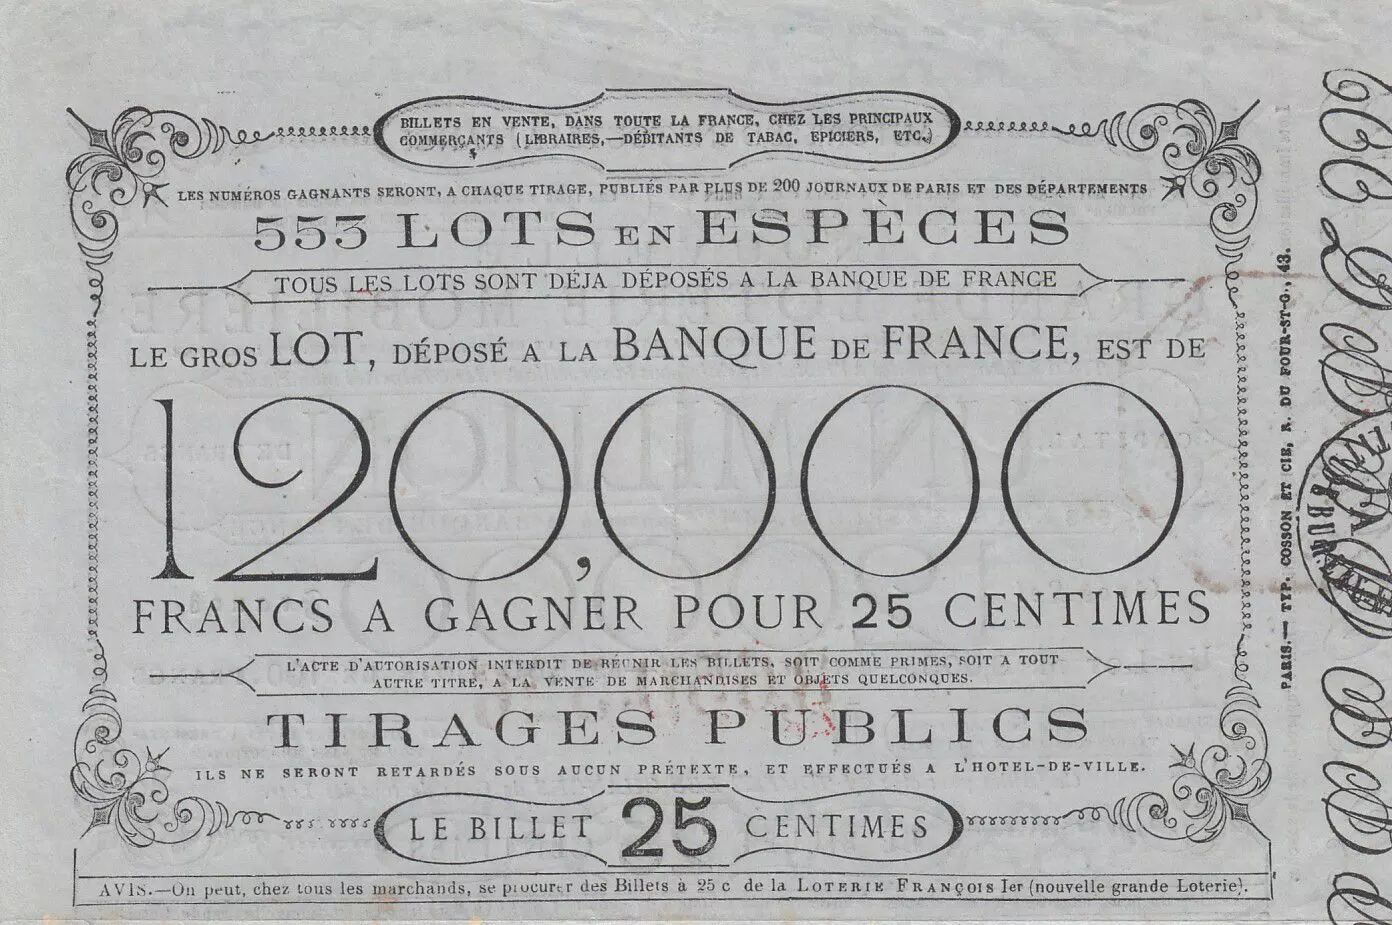 BILLETS EN VENTE, DANS TOUTE LA FRANCE, CHEZ LES PRINCIPAUX
COMMERÇANTS (LIBRAIRES,—DÉBITANTS DE TABAC, EPICIERS, ETC.)
LES NUMÉROS GAGNANTS SERONT, A CHAQUE TIRAGE, PUBLIÉS PAR PLUS DE 200 JOURNAUX DE PARIS ET DES DÉPARTEMENTS
553 LOTS EN ESPÈCES
TOUS LES LOTS SONT DÉJA DÉPOSÉS A LA BANQUE DE FRANCE
LE GROS LOT, DÉPOSÉ A LA BANQUE DE FRANCE, EST DE
120,000
FRANCS A GAGNER POUR 25 CENTIMES
L'ACTE D'AUTORISATION INTERDIT DE RÉUNIR LES BILLETS, SOIT COMME PRIMES, SOIT A TOUT
AUTRE TITRE, A LA VENTE DE MARCHANDISES ET OBJETS QUELCONQUES.
TIRAGES PUBLICS
ILS NE SERONT RETARDÉS SOUS AUCUN PRÉTEXTE, ET EFFECTUÉS A L'HOTEL-DE-VILLE.
LE BILLET 25 CENTIMES
AVIS.—On peut, chez tous les marchands, se procurer des Billets à 25 c de la LOTERIE FRANÇOIS Ier (nouvelle grande Loterie).
PARIS.— TYP. COSSON ET CIE, R. DU FOUR-ST-G., 43.